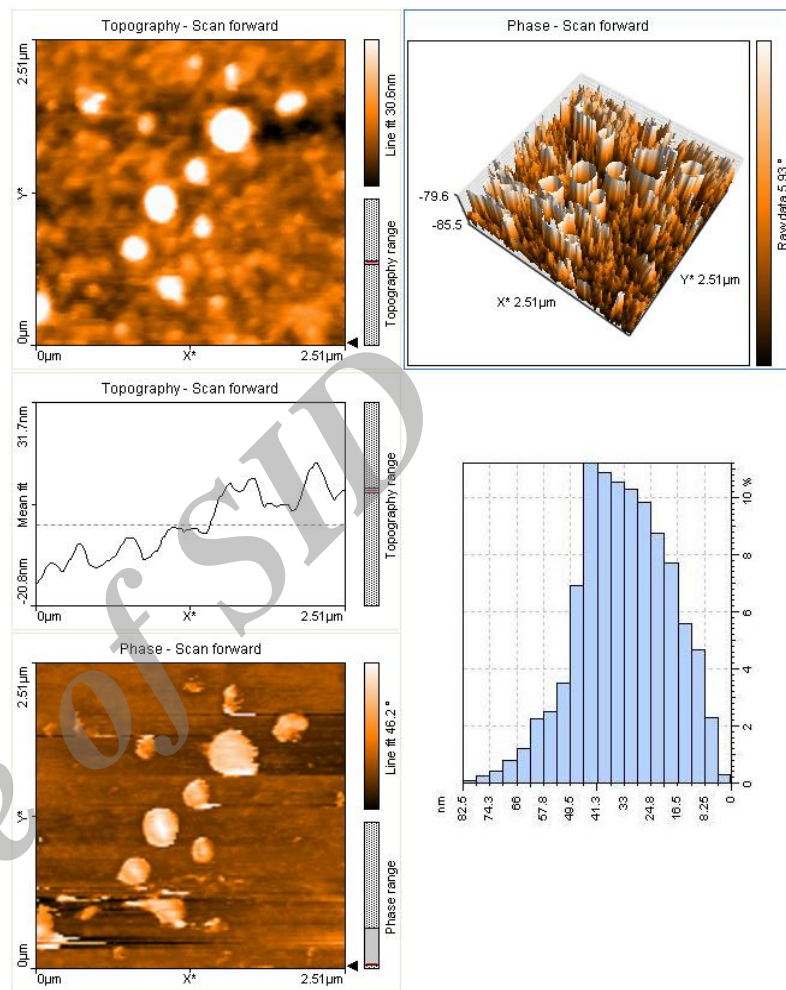 Topography - Scan forward
2.51µm
Y*
0µm
0µm
X*
2.51µm
Line fit 30.6nm
Topography range
Phase - Scan forward
-79.6
-85.5
X* 2.51µm
Y* 2.51µm
Raw data 5.93 °
Topography - Scan forward
31.7nm
Mean fit
-20.8nm
0µm
X*
2.51µm
Topography range
Phase - Scan forward
2.51µm
Y*
0µm
0µm
X*
2.51µm
Line fit 46.2 °
Phase range
%
10
8
6
4
2
0
nm
82.5
74.3
66
57.8
49.5
41.3
33
24.8
16.5
8.25
0
e of SID